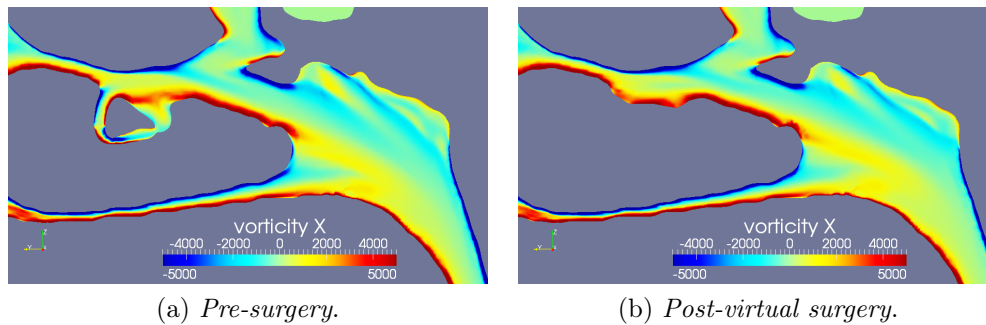 vorticity X
-4000 -2000 0 2000 4000
-5000 5000
Z
Y
(a) Pre-surgery.
vorticity X
-4000 -2000 0 2000 4000
-5000 5000
Z
Y
(b) Post-virtual surgery.